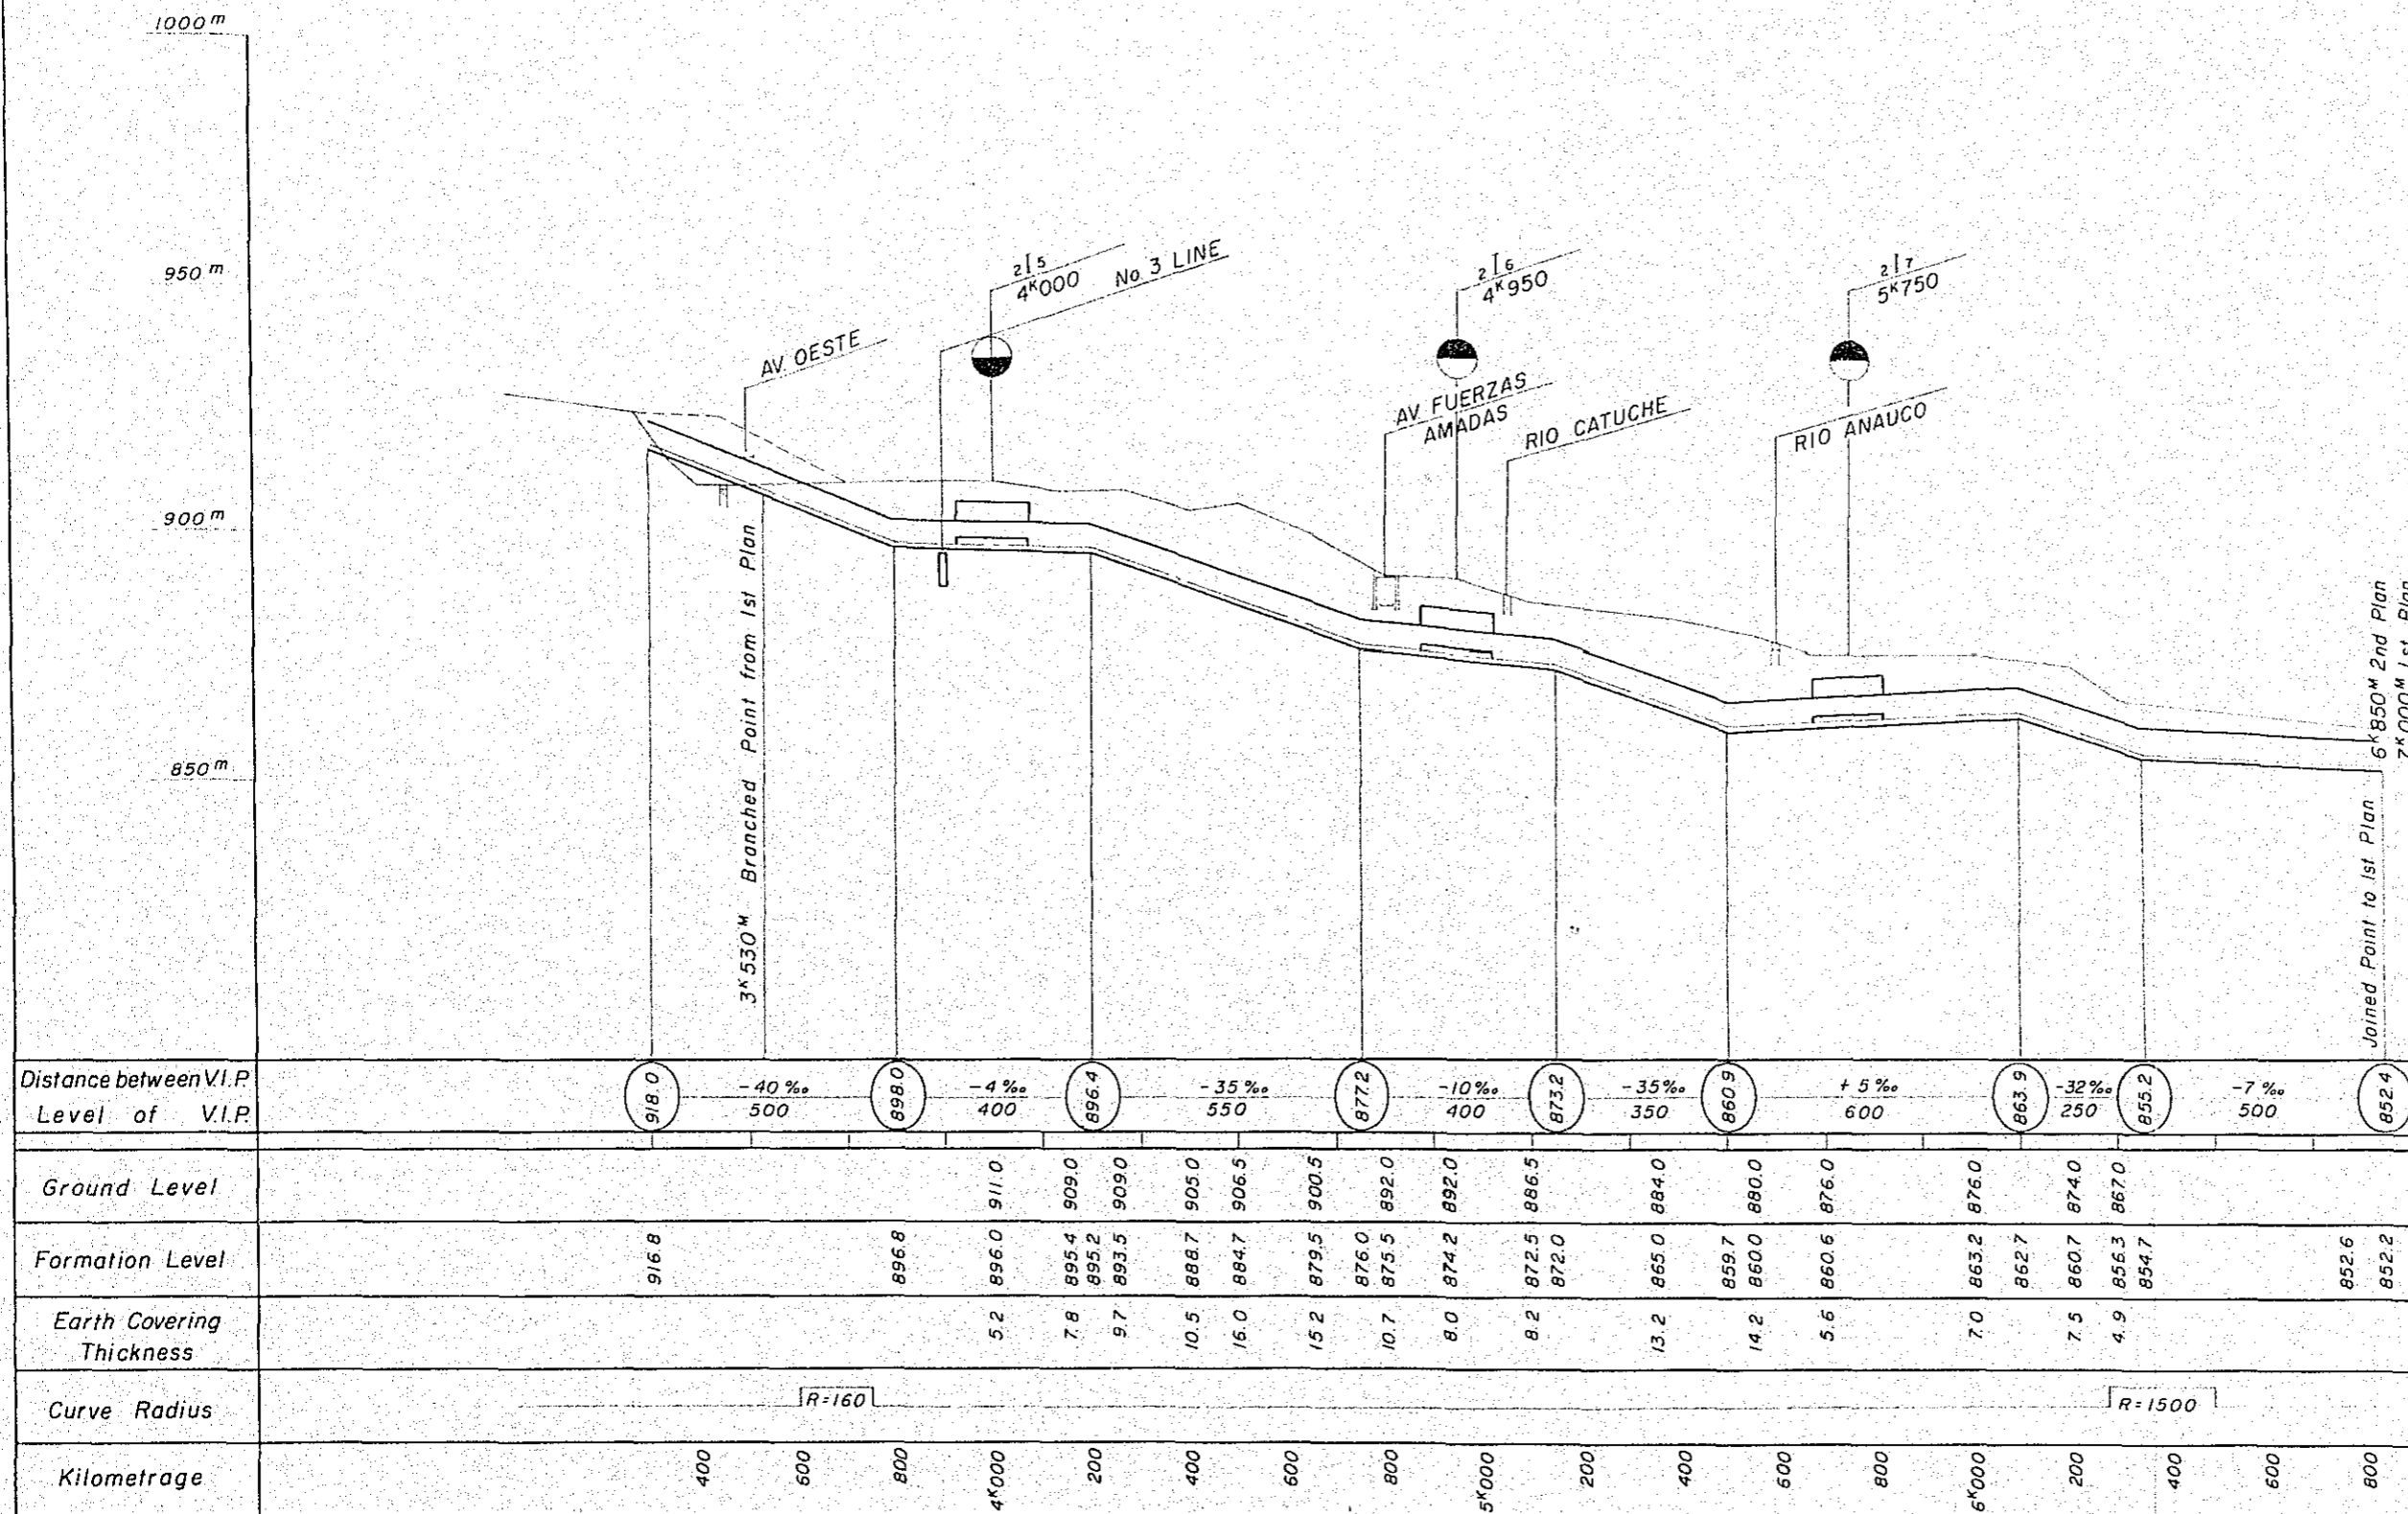 1000 m
950 m
900 m
850 m
AV. OESTE
2I5
4K000
No. 3 LINE
2I6
4K950
AV FUERZAS
AMADAS
RIO CATUCHE
2I7
5K750
RIO ANAUCO
3K530M Branched Point from 1st Plan
Joined Point to 1st Plan
6K850M 2nd Plan
7K000M 1st Plan
Distance between V.I.P.
Level of V.I.P.
918.0 -40‰ 500 898.0 -4‰ 400 896.4 -35‰ 550 877.2 -10‰ 400 873.2 -35‰ 350 860.9 +5‰ 600 863.9 -32‰ 250 855.2 -7‰ 500 852.4
Ground Level 911.0 909.0 909.0 905.0 906.5 900.5 892.0 892.0 886.5 884.0 880.0 876.0 876.0 874.0 867.0
Formation Level 916.8 896.8 896.0 895.4 895.2 893.5 888.7 884.7 879.5 876.0 875.5 874.2 872.5 872.0 865.0 859.7 860.0 860.6 863.2 862.7 860.7 856.3 854.7 852.6 852.2
Earth Covering
Thickness
5.2 7.8 9.7 10.5 16.0 15.2 10.7 8.0 8.2 13.2 14.2 5.6 7.0 7.5 4.9
Curve Radius R=160 R=1500
Kilometrage 400 600 800 4K000 200 400 600 800 5K000 200 400 600 800 6K000 200 400 600 800